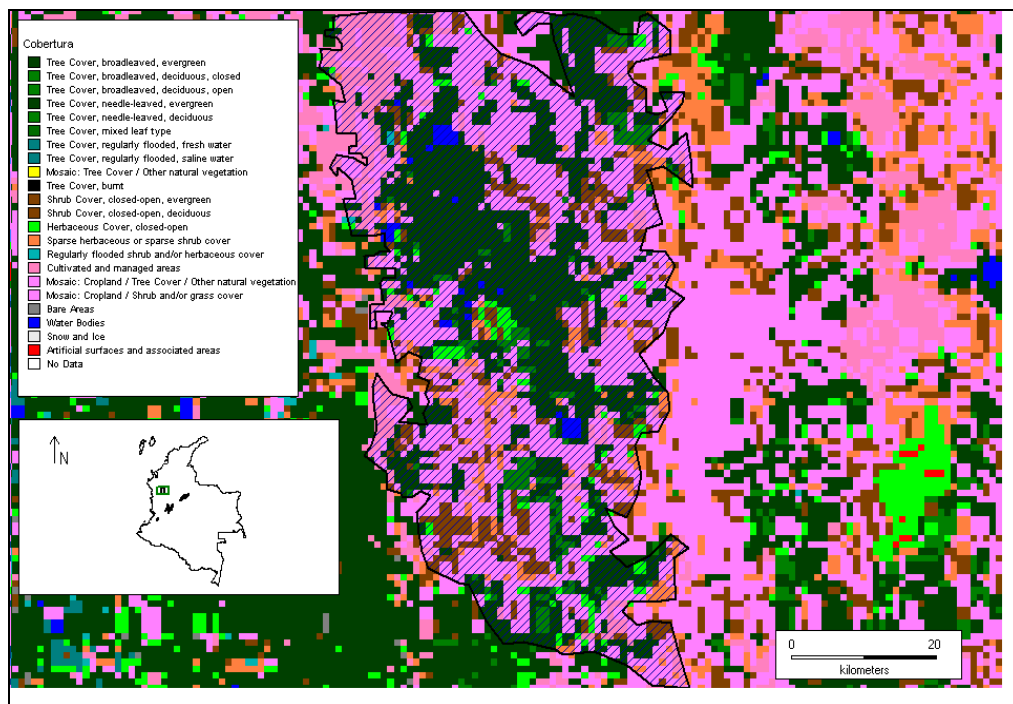 Cobertura
Tree Cover, broadleaved, evergreen
Tree Cover, broadleaved, deciduous, closed
Tree Cover, broadleaved, deciduous, open
Tree Cover, needle-leaved, evergreen
Tree Cover, needle-leaved, deciduous
Tree Cover, mixed leaf type
Tree Cover, regularly flooded, fresh water
Tree Cover, regularly flooded, saline water
Mosaic: Tree Cover / Other natural vegetation
Tree Cover, burnt
Shrub Cover, closed-open, evergreen
Shrub Cover, closed-open, deciduous
Herbaceous Cover, closed-open
Sparse herbaceous or sparse shrub cover
Regularly flooded shrub and/or herbaceous cover
Cultivated and managed areas
Mosaic: Cropland / Tree Cover / Other natural vegetation
Mosaic: Cropland / Shrub and/or grass cover
Bare Areas
Water Bodies
Snow and Ice
Artificial surfaces and associated areas
No Data
N
0 20
kilometers